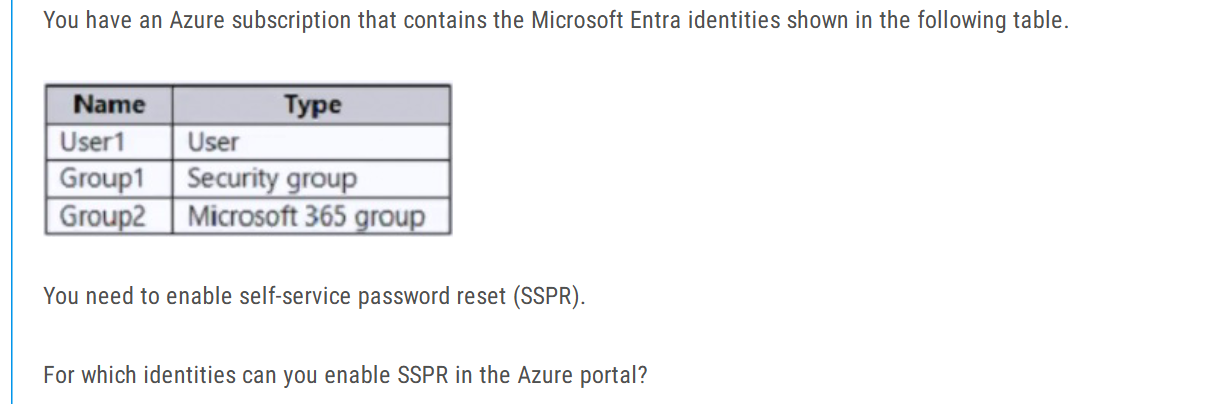 You have an Azure subscription that contains the Microsoft Entra identities shown in the following table.
Name Type
User1 User
Group1 Security group
Group2 Microsoft 365 group
You need to enable self-service password reset (SSPR).
For which identities can you enable SSPR in the Azure portal?